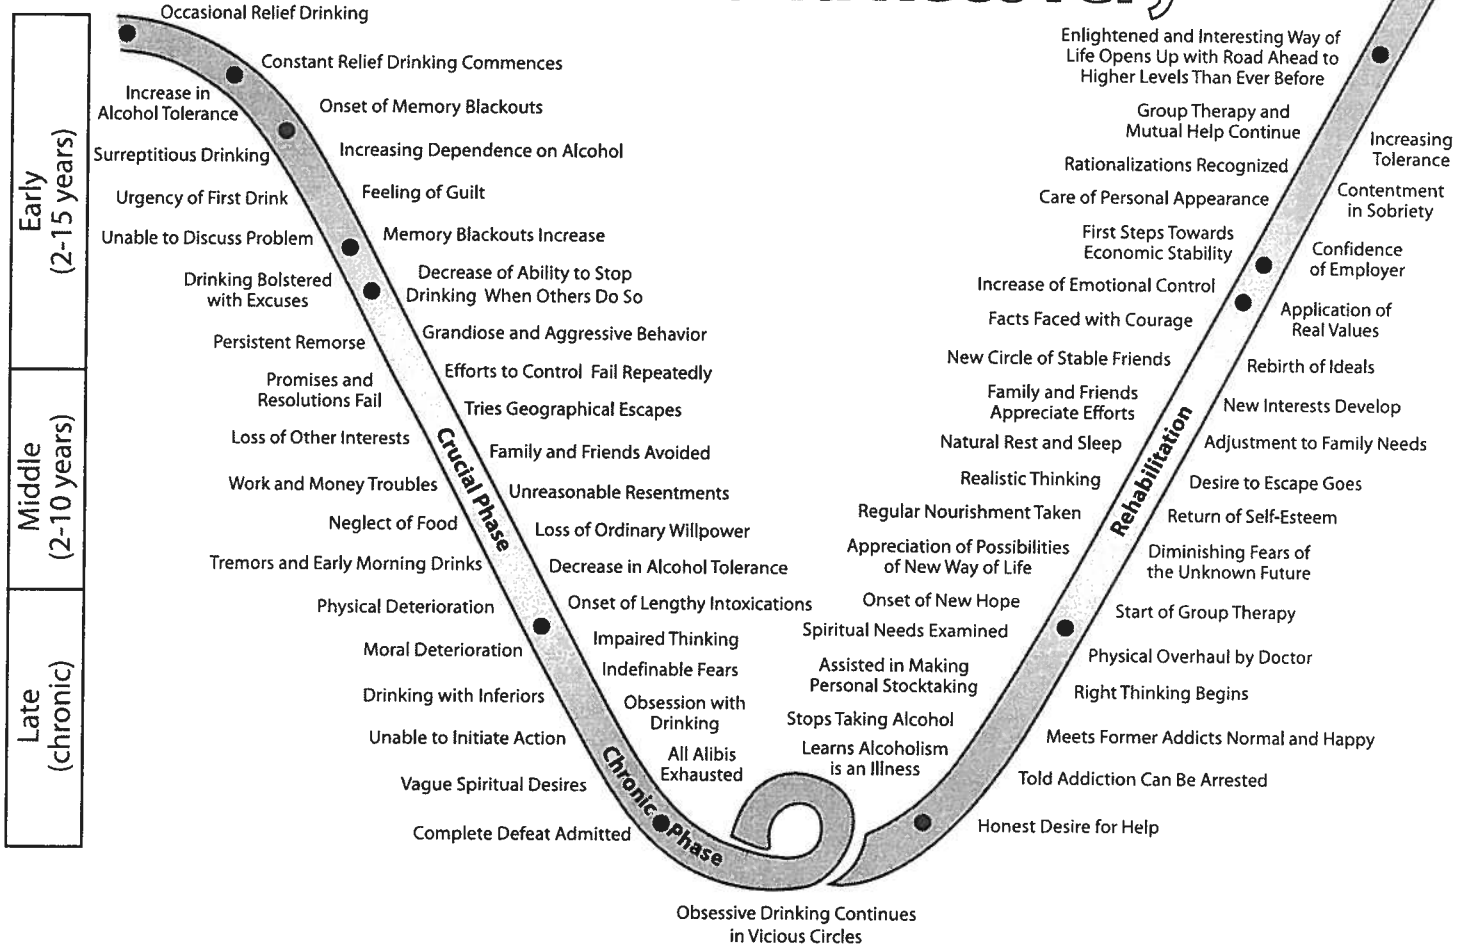 Early
(2-15 years)
Middle
(2-10 years)
Late
(chronic)
Occasional Relief Drinking
Constant Relief Drinking Commences
Increase in
Alcohol Tolerance
Onset of Memory Blackouts
Surreptitious Drinking
Increasing Dependence on Alcohol
Urgency of First Drink
Feeling of Guilt
Unable to Discuss Problem
Memory Blackouts Increase
Drinking Bolstered
with Excuses
Decrease of Ability to Stop
Drinking When Others Do So
Persistent Remorse
Grandiose and Aggressive Behavior
Promises and
Resolutions Fail
Efforts to Control Fail Repeatedly
Tries Geographical Escapes
Loss of Other Interests
Family and Friends Avoided
Crucial Phase
Work and Money Troubles
Unreasonable Resentments
Neglect of Food
Loss of Ordinary Willpower
Tremors and Early Morning Drinks
Decrease in Alcohol Tolerance
Physical Deterioration
Onset of Lengthy Intoxications
Moral Deterioration
Impaired Thinking
Indefinable Fears
Drinking with Inferiors
Obsession with
Drinking
Unable to Initiate Action
All Alibis
Exhausted
Vague Spiritual Desires
Chronic Phase
Complete Defeat Admitted
Obsessive Drinking Continues
in Vicious Circles
Enlightened and Interesting Way of
Life Opens Up with Road Ahead to
Higher Levels Than Ever Before
Group Therapy and
Mutual Help Continue
Increasing
Tolerance
Rationalizations Recognized
Contentment
in Sobriety
Care of Personal Appearance
First Steps Towards
Economic Stability
Confidence
of Employer
Increase of Emotional Control
Facts Faced with Courage
Application of
Real Values
New Circle of Stable Friends
Rebirth of Ideals
Family and Friends
Appreciate Efforts
New Interests Develop
Natural Rest and Sleep
Adjustment to Family Needs
Rehabilitation
Realistic Thinking
Desire to Escape Goes
Regular Nourishment Taken
Return of Self-Esteem
Appreciation of Possibilities
of New Way of Life
Diminishing Fears of
the Unknown Future
Onset of New Hope
Start of Group Therapy
Spiritual Needs Examined
Physical Overhaul by Doctor
Assisted in Making
Personal Stocktaking
Right Thinking Begins
Stops Taking Alcohol
Meets Former Addicts Normal and Happy
Learns Alcoholism
is an Illness
Told Addiction Can Be Arrested
Honest Desire for Help